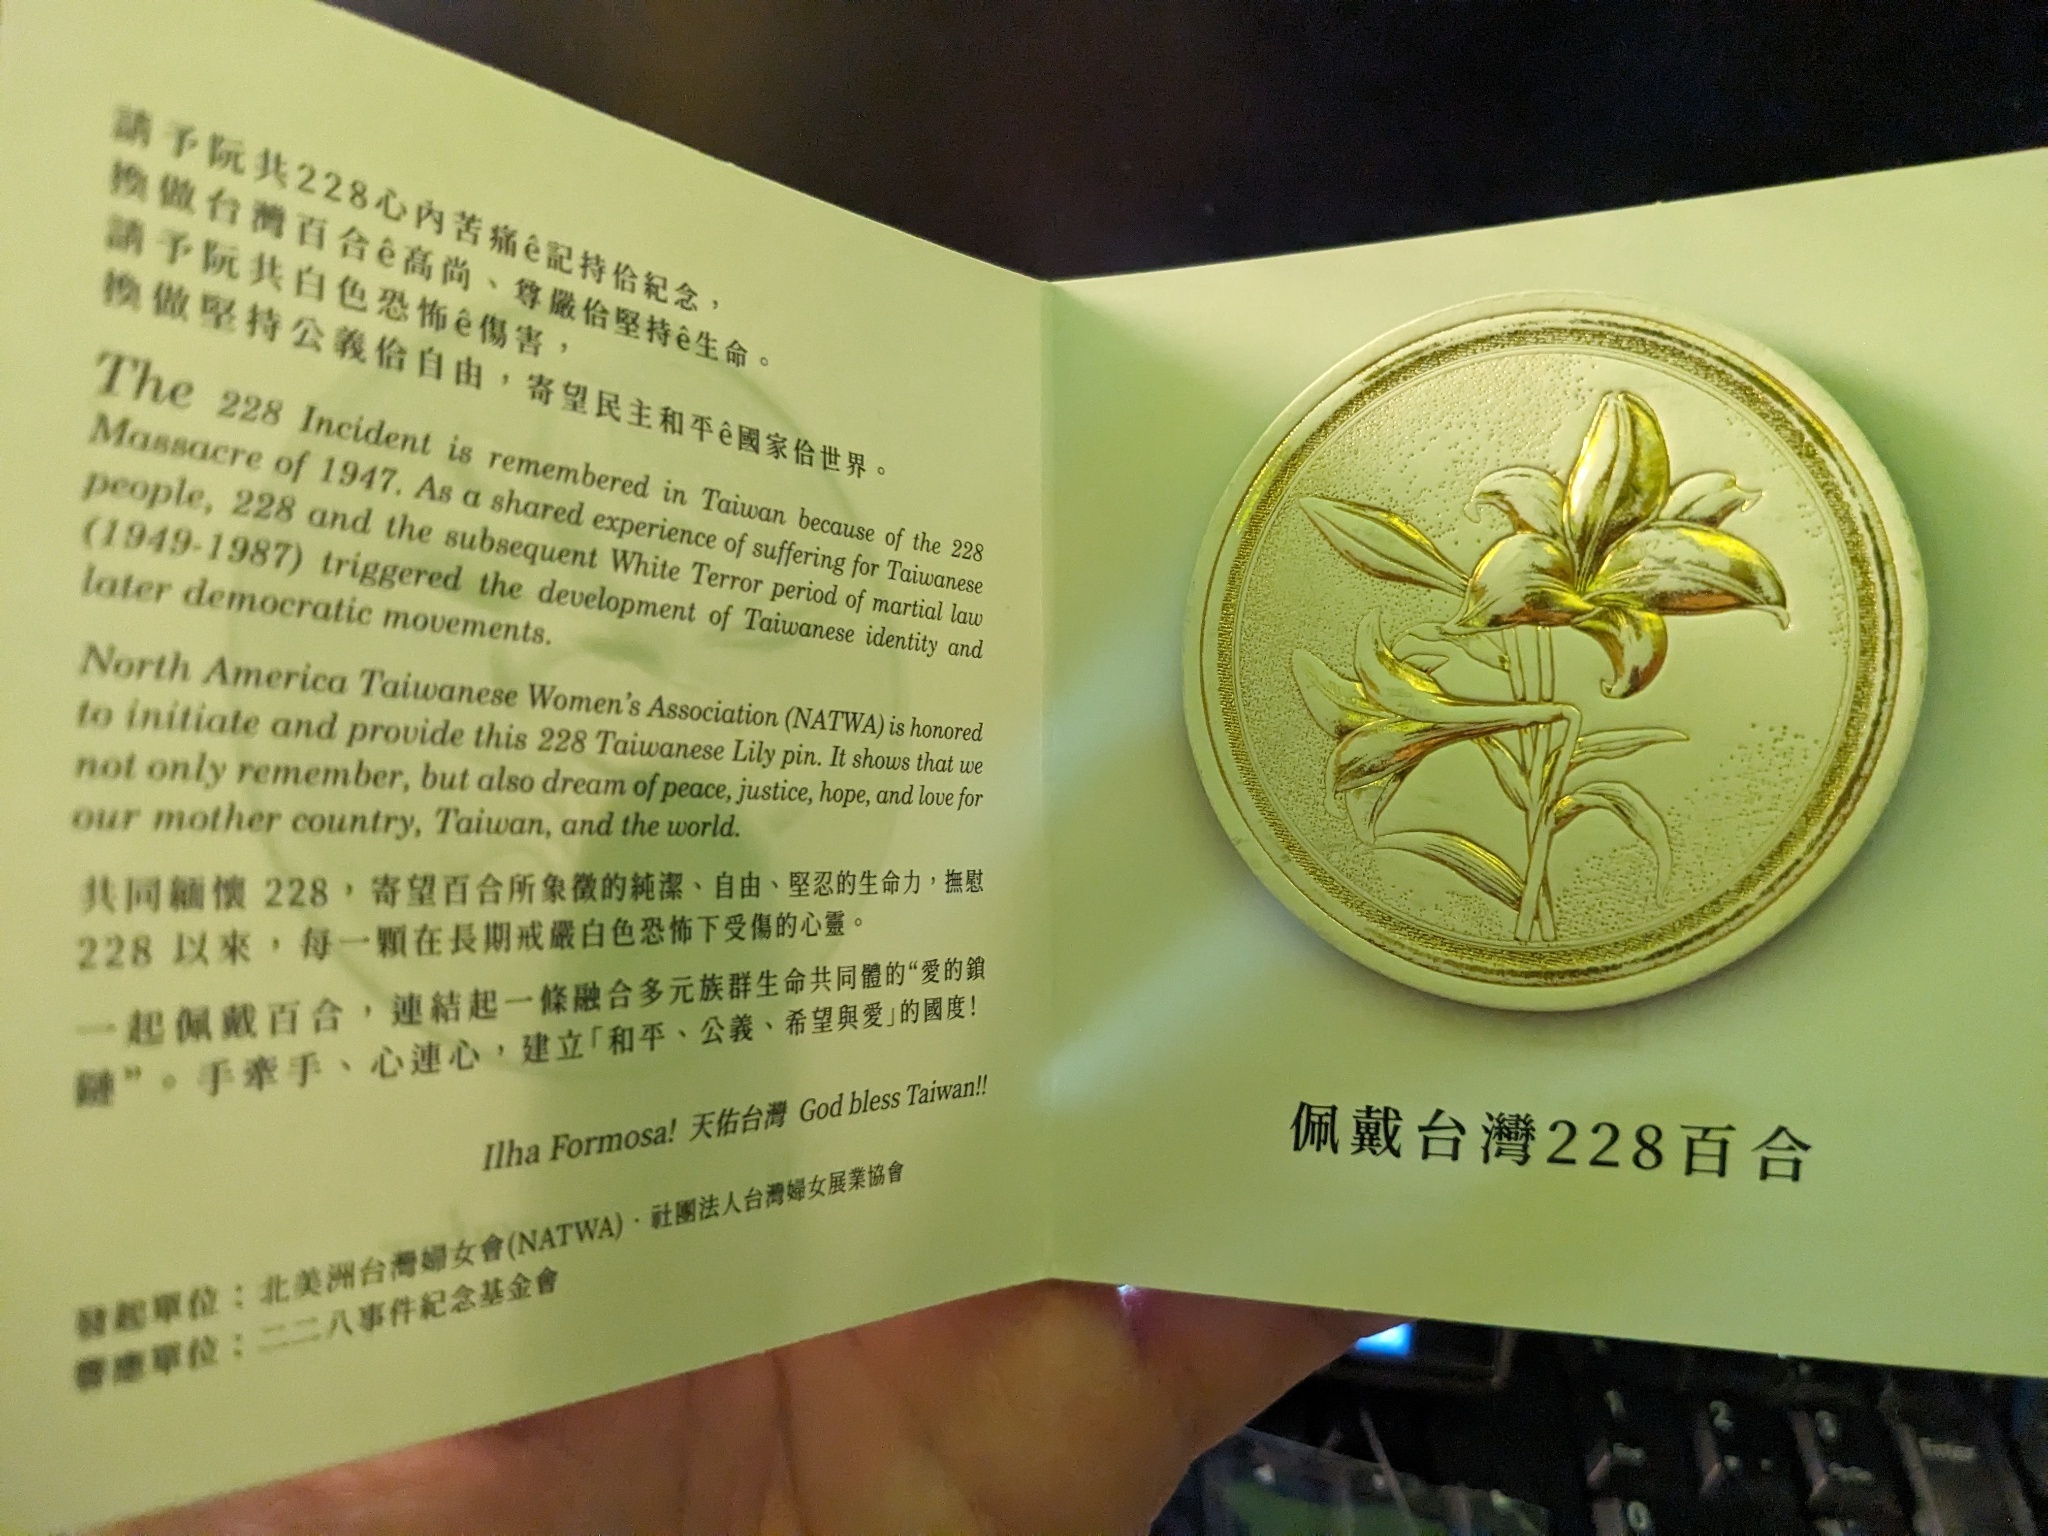 請予阮共228心內苦痛ê記持佮紀念，
換做台灣百合ê高尚、尊嚴佮堅持ê生命。
請予阮共白色恐怖ê傷害，
換做堅持公義佮自由，寄望民主和平ê國家佮世界。
The 228 Incident is remembered in Taiwan because of the 228
Massacre of 1947. As a shared experience of suffering for Taiwanese
people, 228 and the subsequent White Terror period of martial law
(1949-1987) triggered the development of Taiwanese identity and
later democratic movements.
North America Taiwanese Women's Association (NATWA) is honored
to initiate and provide this 228 Taiwanese Lily pin. It shows that we
not only remember, but also dream of peace, justice, hope, and love for
our mother country, Taiwan, and the world.
共同緬懷 228，寄望百合所象徵的純潔、自由、堅忍的生命力，撫慰
228 以來，每一顆在長期戒嚴白色恐怖下受傷的心靈。
一起佩戴百合，連結起一條融合多元族群生命共同體的“愛的鎖
鏈”。手牽手、心連心，建立「和平、公義、希望與愛」的國度！
Ilha Formosa! 天佑台灣 God bless Taiwan!!
發起單位：北美洲台灣婦女會(NATWA)．社團法人台灣婦女展業協會
響應單位：二二八事件紀念基金會
佩戴台灣228百合
1 2 3
Enter
0